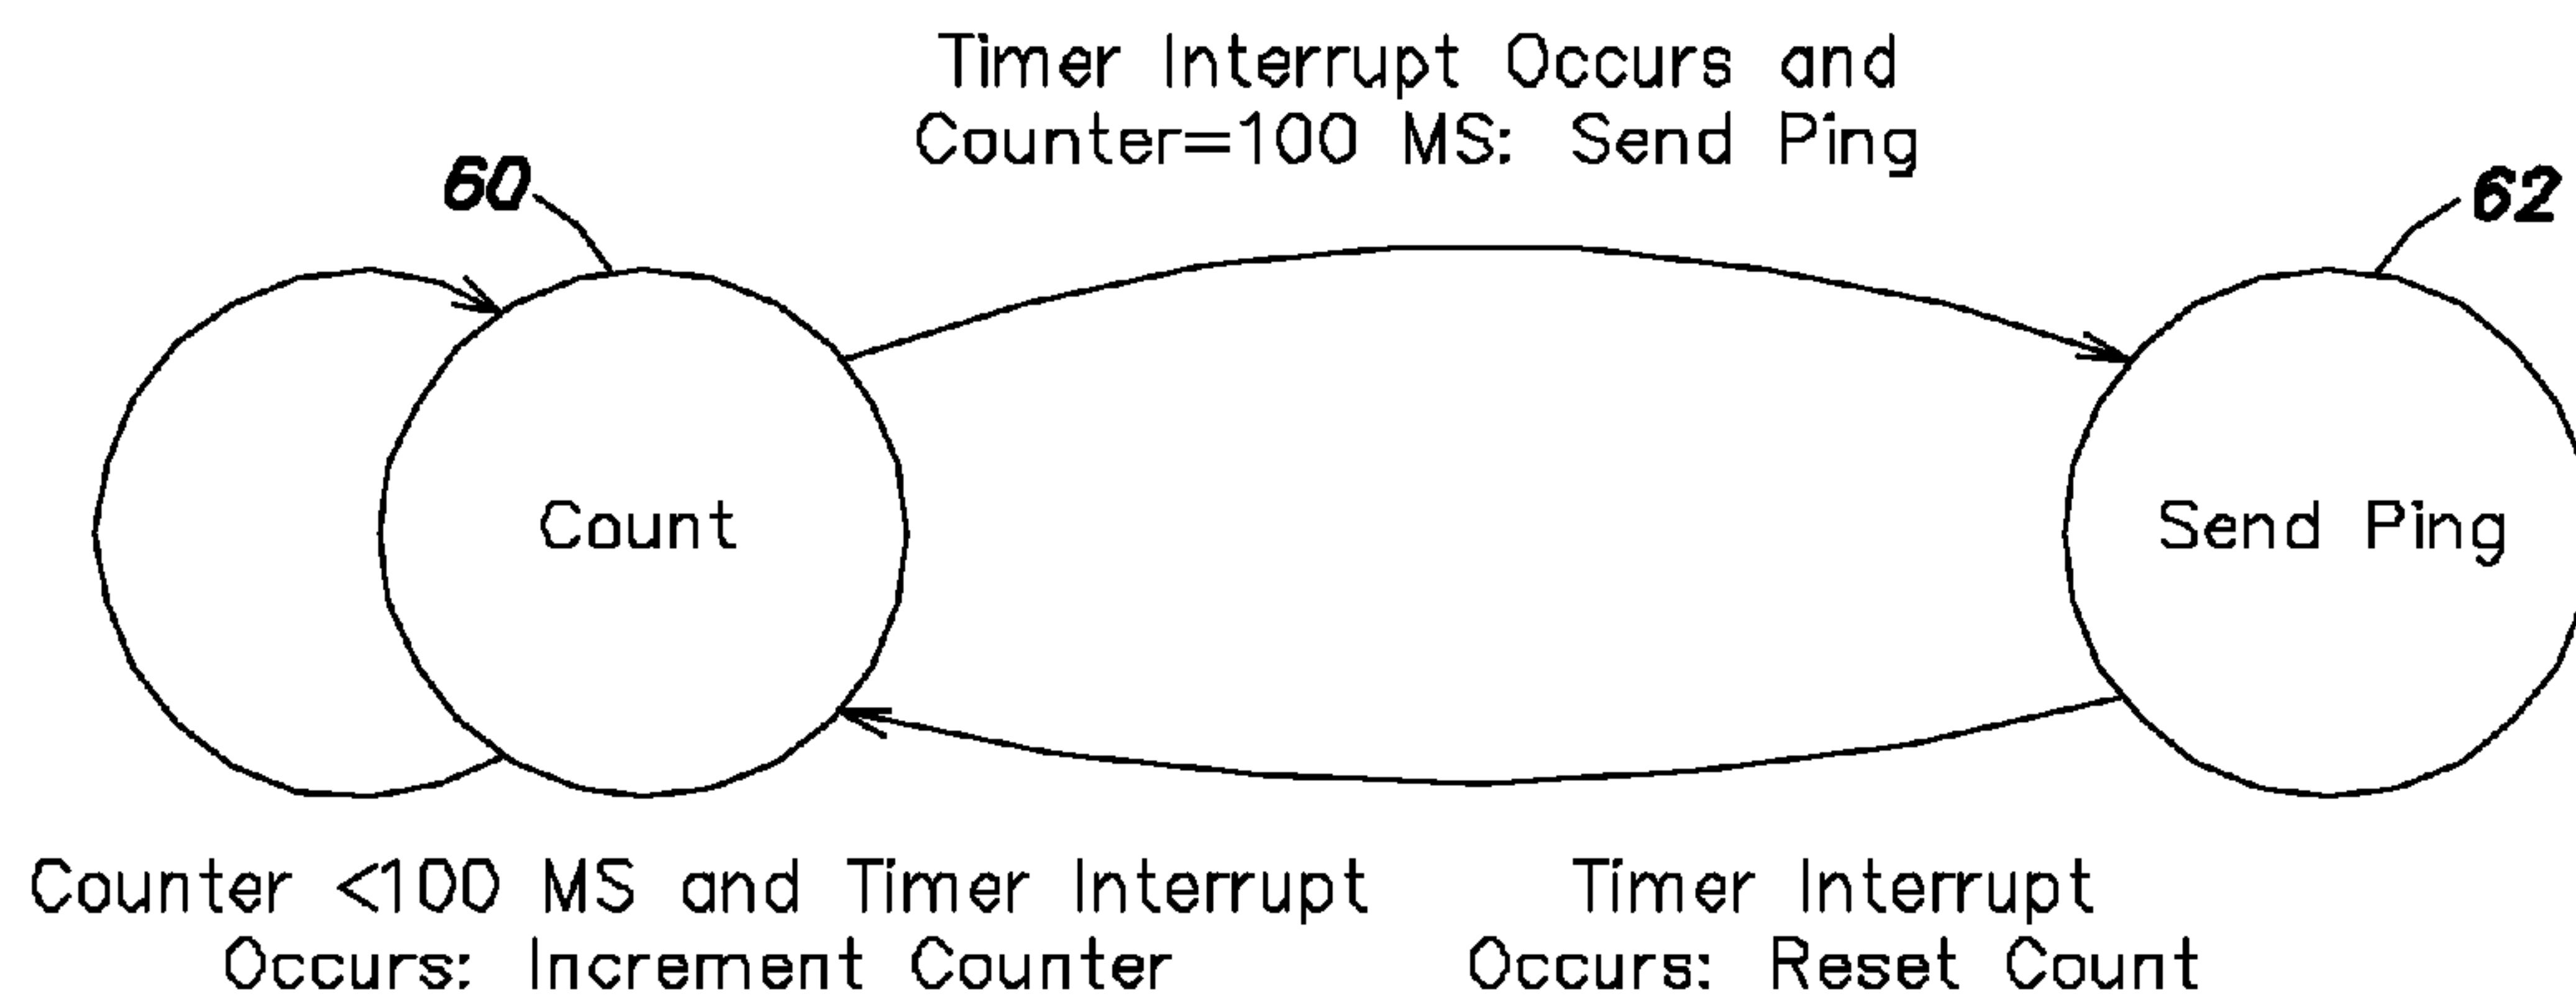 Timer Interrupt Occurs and
Counter=100 MS: Send Ping
60
62
Count
Send Ping
Counter <100 MS and Timer Interrupt
Occurs: Increment Counter
Timer Interrupt
Occurs: Reset Count